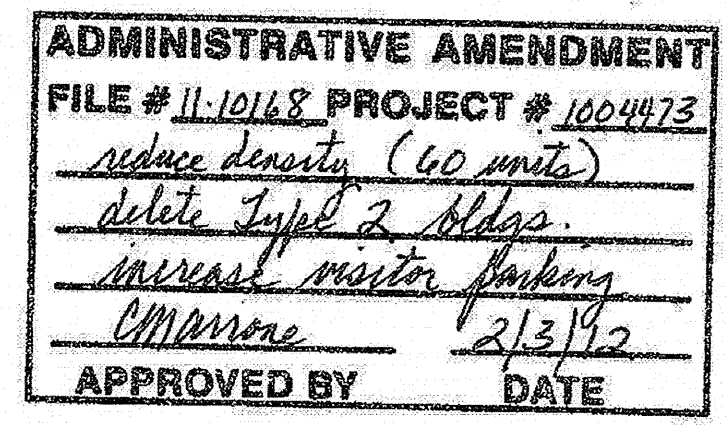 ADMINISTRATIVE AMENDMENT
FILE # 11-10168 PROJECT # 1004473
reduce density (60 units)
delete Type 2 bldgs.
increase visitor parking
CMarrone 2/3/12
APPROVED BY DATE